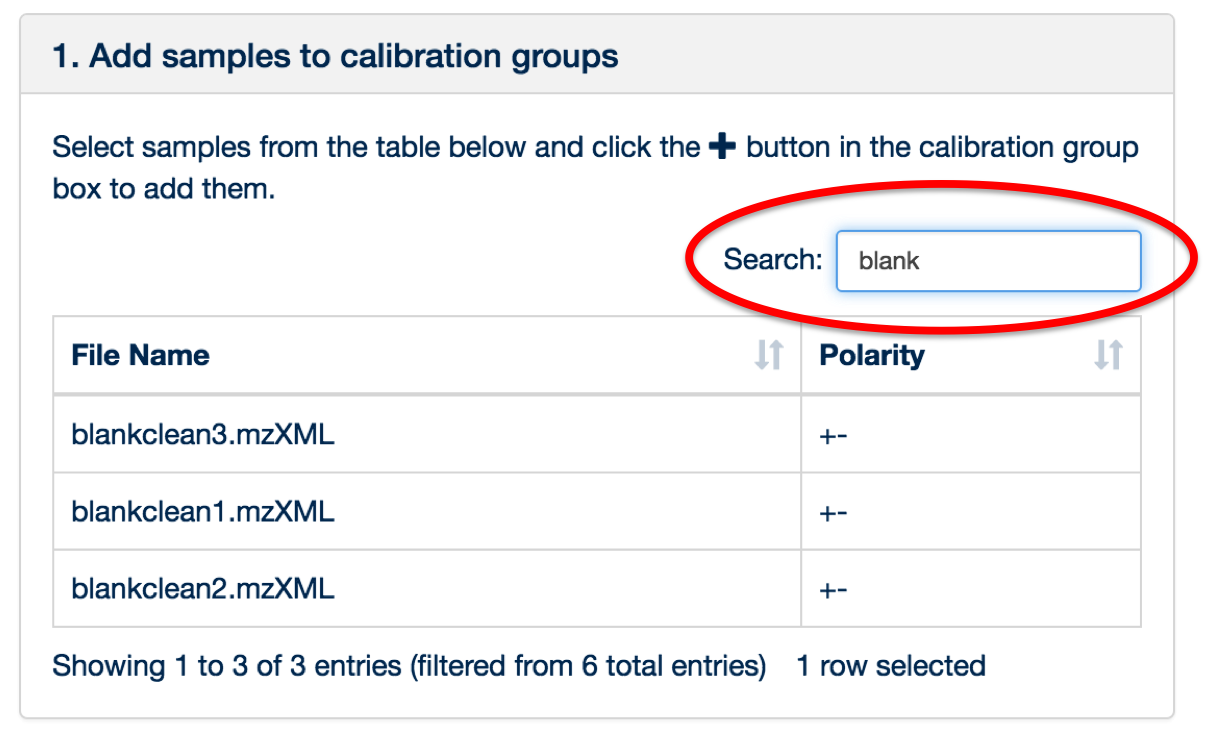 1. Add samples to calibration groups
Select samples from the table below and click the + button in the calibration group
box to add them.
Search: blank
File Name Polarity
blankclean3.mzXML +-
blankclean1.mzXML +-
blankclean2.mzXML +-
Showing 1 to 3 of 3 entries (filtered from 6 total entries) 1 row selected